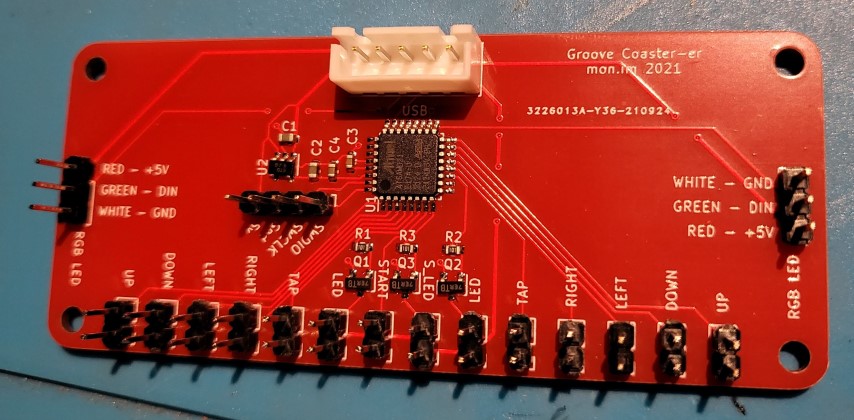 Groove Coaster-er
mon.im 2021
USB
3226013A-Y36-210924
C1
C2
C4
C3
U2
U1
RED - +5V
GREEN - DIN
WHITE - GND
RGB LED
WHITE - GND
GREEN - DIN
RED - +5V
RGB LED
SWDIO
R1
R3
R2
Q1
Q3
Q2
UP
DOWN
LEFT
RIGHT
TAP
LED
START
S_LED
LED
TAP
RIGHT
LEFT
DOWN
UP